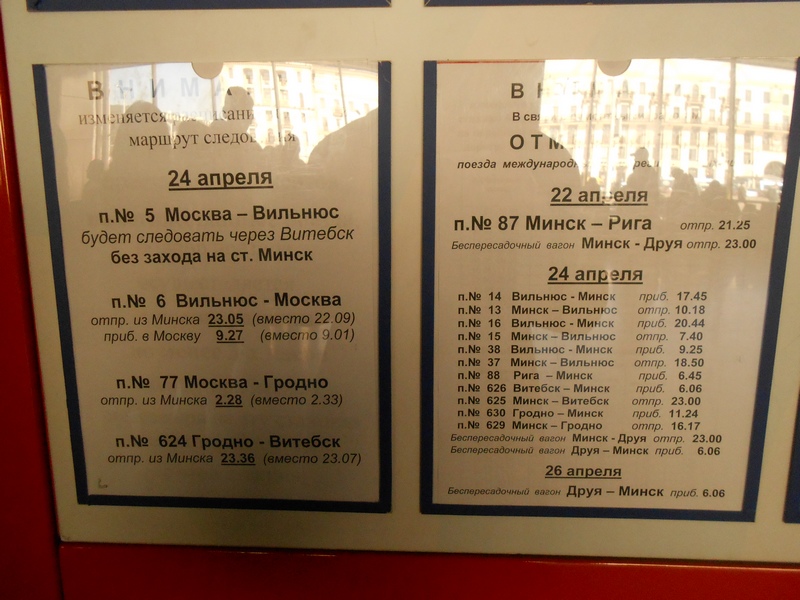 ВНИМА
изменяется расписание
маршрут следования
24 апреля
п.№ 5 Москва – Вильнюс
будет следовать через Витебск
без захода на ст. Минск
п.№ 6 Вильнюс - Москва
отпр. из Минска 23.05 (вместо 22.09)
приб. в Москву 9.27 (вместо 9.01)
п.№ 77 Москва - Гродно
отпр. из Минска 2.28 (вместо 2.33)
п.№ 624 Гродно - Витебск
отпр. из Минска 23.36 (вместо 23.07)
В
В связ
ОТМ
поезда международн
22 апреля
п.№ 87 Минск – Рига отпр. 21.25
Беспересадочный вагон Минск - Друя отпр. 23.00
24 апреля
п.№ 14 Вильнюс - Минск приб. 17.45
п.№ 13 Минск – Вильнюс отпр. 10.18
п.№ 16 Вильнюс - Минск приб. 20.44
п.№ 15 Минск – Вильнюс отпр. 7.40
п.№ 38 Вильнюс - Минск приб. 9.25
п.№ 37 Минск – Вильнюс отпр. 18.50
п.№ 88 Рига – Минск приб. 6.45
п.№ 626 Витебск – Минск приб. 6.06
п.№ 625 Минск – Витебск отпр. 23.00
п.№ 630 Гродно – Минск приб. 11.24
п.№ 629 Минск – Гродно отпр. 16.17
Беспересадочный вагон Минск - Друя отпр. 23.00
Беспересадочный вагон Друя – Минск приб. 6.06
26 апреля
Беспересадочный вагон Друя – Минск приб. 6.06